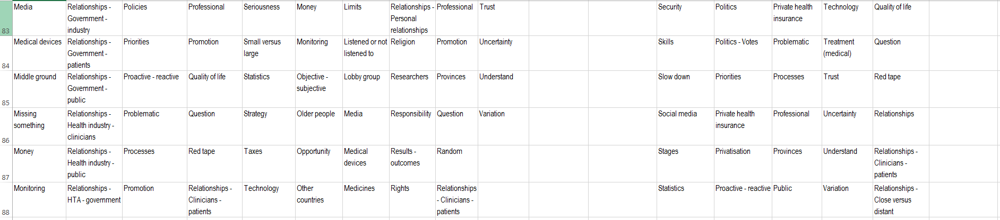 Media Relationships - Policies Professional Seriousness Money Limits Relationships - Professional Trust Security Politics Private health Technology Quality of life
Government - Personal insurance
83 industry relationships
Medical devices Relationships - Priorities Promotion Small versus Monitoring Listened or not Religion Promotion Uncertainty Skills Politics - Votes Problematic Treatment Question
Government - large listened to (medical)
84 patients
Middle ground Relationships - Proactive - reactive Quality of life Statistics Objective - Lobby group Researchers Provinces Understand Slow down Priorities Processes Trust Red tape
Government - subjective
85 public
Missing Relationships - Problematic Question Strategy Older people Media Responsibility Question Variation Social media Private health Professional Uncertainty Relationships
something Health industry - insurance
86 clinicians
Money Relationships - Processes Red tape Taxes Opportunity Medical Results - Random Stages Privatisation Provinces Understand Relationships -
Health industry - devices outcomes Clinicians -
87 public patients
Monitoring Relationships - Promotion Relationships - Technology Other Medicines Rights Relationships Statistics Proactive - reactive Public Variation Relationships -
HTA - government Clinicians - countries - Clinicians - Close versus
88 patients patients distant